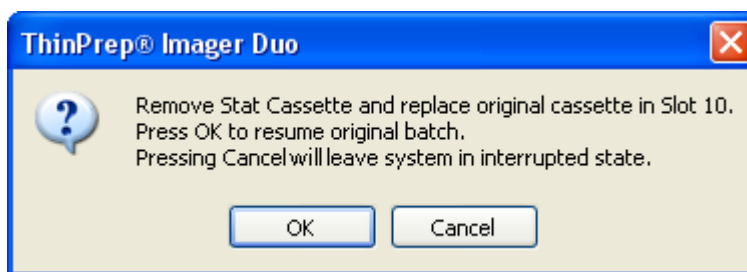 ThinPrep® Imager Duo
Remove Stat Cassette and replace original cassette in Slot 10.
Press OK to resume original batch.
Pressing Cancel will leave system in interrupted state.
OK
Cancel